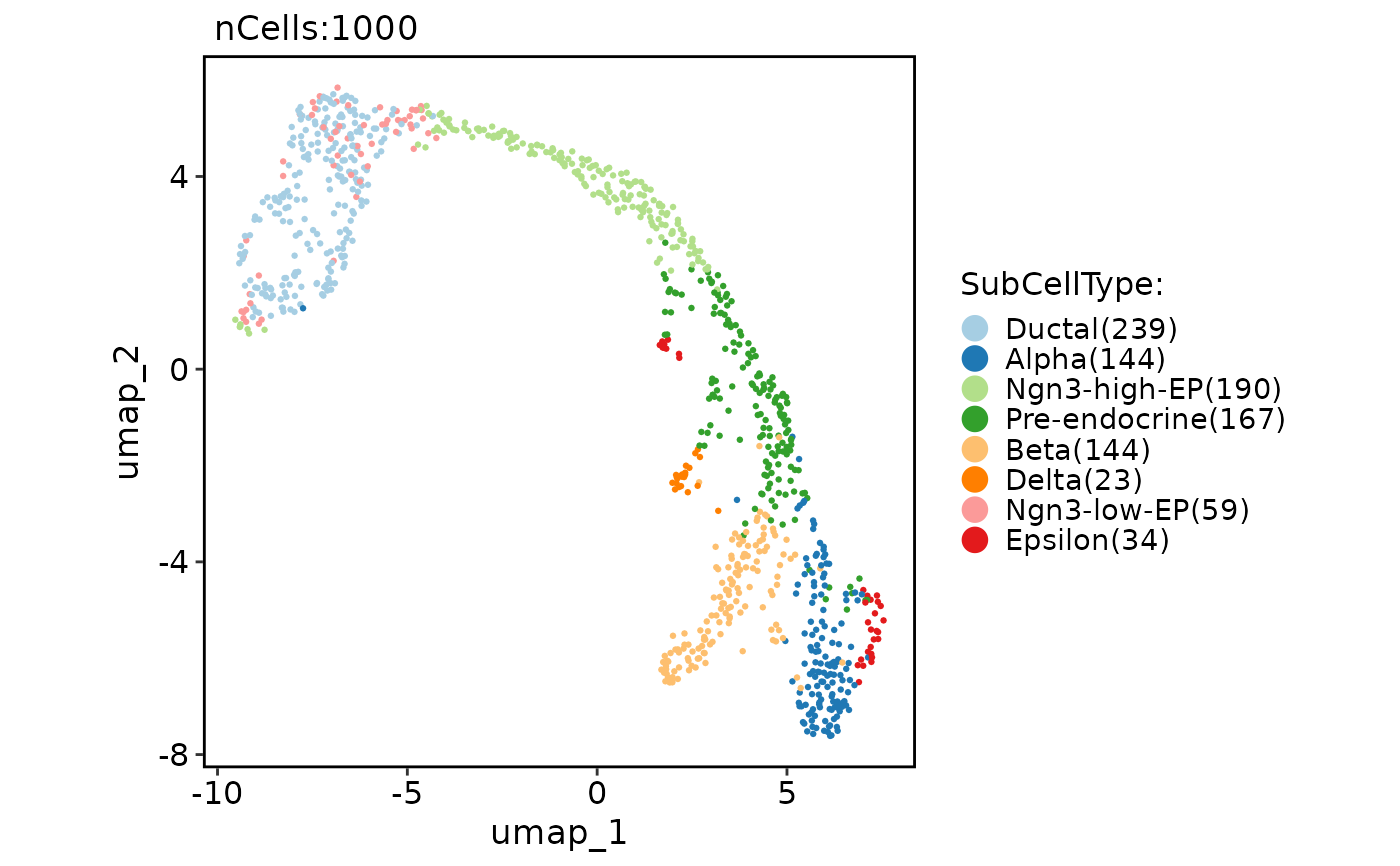 nCells:1000
4
0
-4
-8
umap_2
-10 -5 0 5
umap_1
SubCellType:
Ductal(239)
Alpha(144)
Ngn3-high-EP(190)
Pre-endocrine(167)
Beta(144)
Delta(23)
Ngn3-low-EP(59)
Epsilon(34)